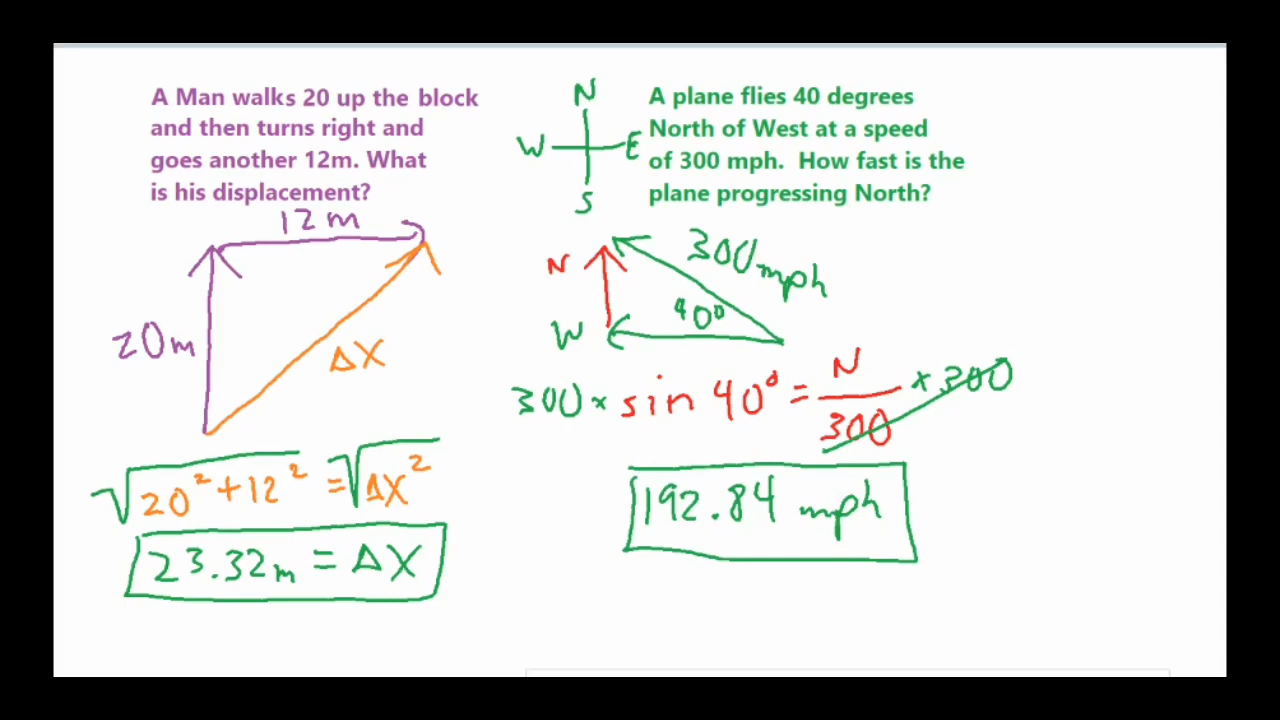 A Man walks 20 up the block
and then turns right and
goes another 12m. What
is his displacement?
12 m
20m
ΔX
√20² + 12² = √ΔX²
23.32m = ΔX
N
W E
S
A plane flies 40 degrees
North of West at a speed
of 300 mph. How fast is the
plane progressing North?
N
300mph
40°
W
300 × sin 40° = N/300 × 300
192.84 mph